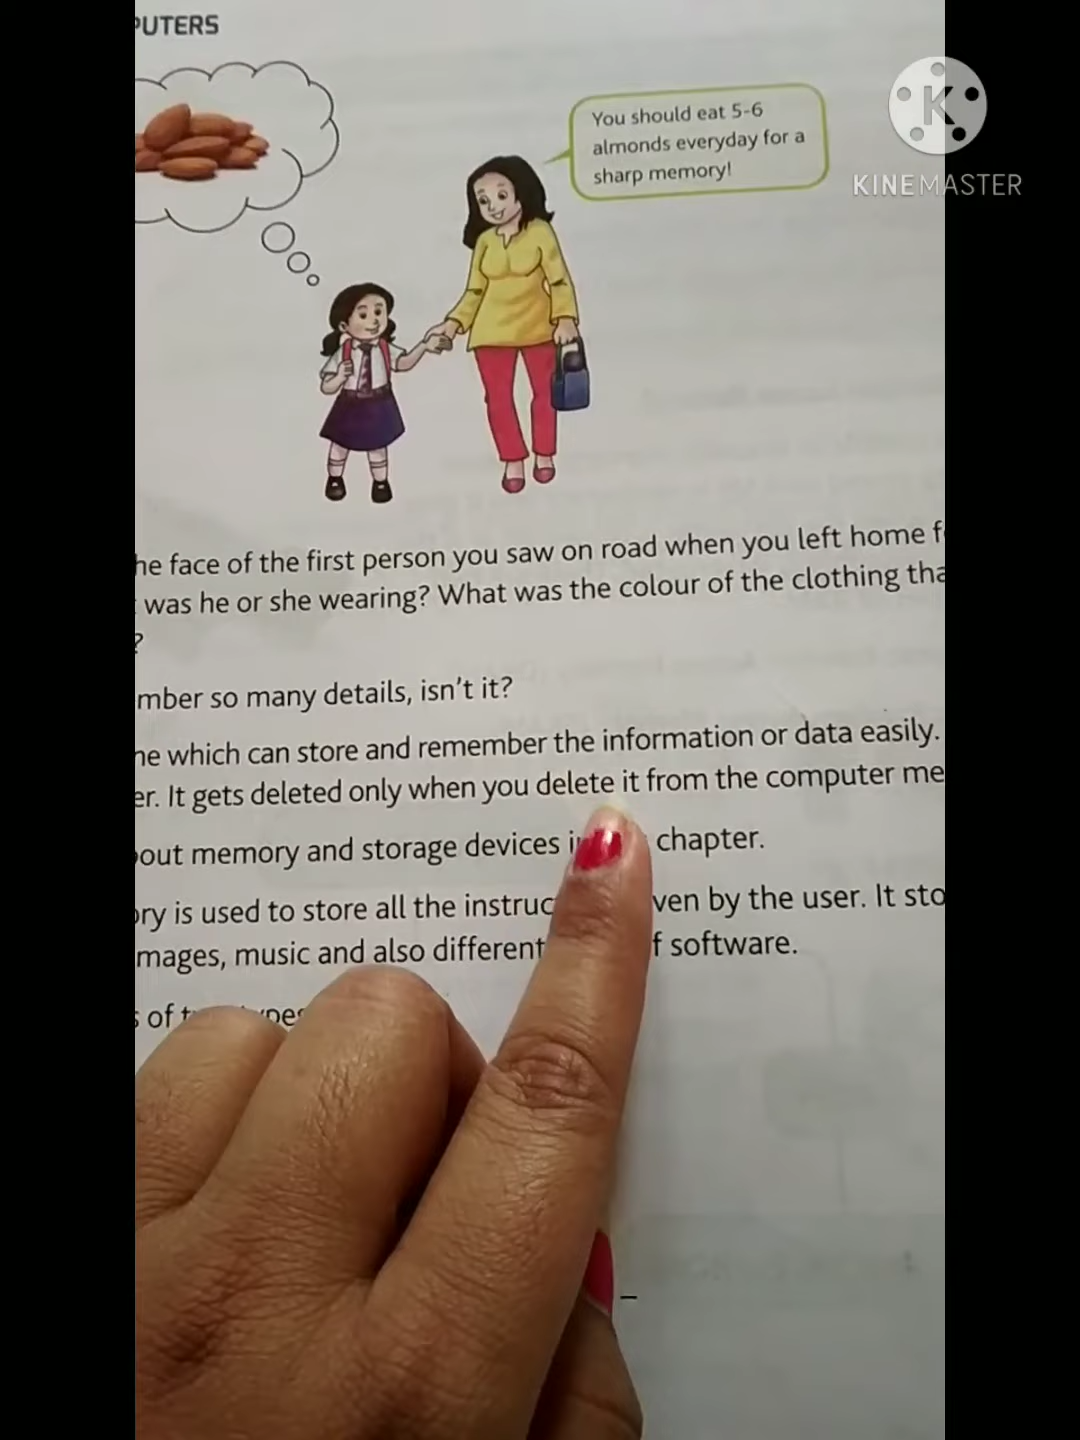 PUTERS
You should eat 5-6
almonds everyday for a
sharp memory!
KINEMASTER
he face of the first person you saw on road when you left home f
was he or she wearing? What was the colour of the clothing tha
?
mber so many details, isn't it?
ne which can store and remember the information or data easily.
er. It gets deleted only when you delete it from the computer me
out memory and storage devices in chapter.
ory is used to store all the instruc ven by the user. It sto
mages, music and also different f software.
s of types